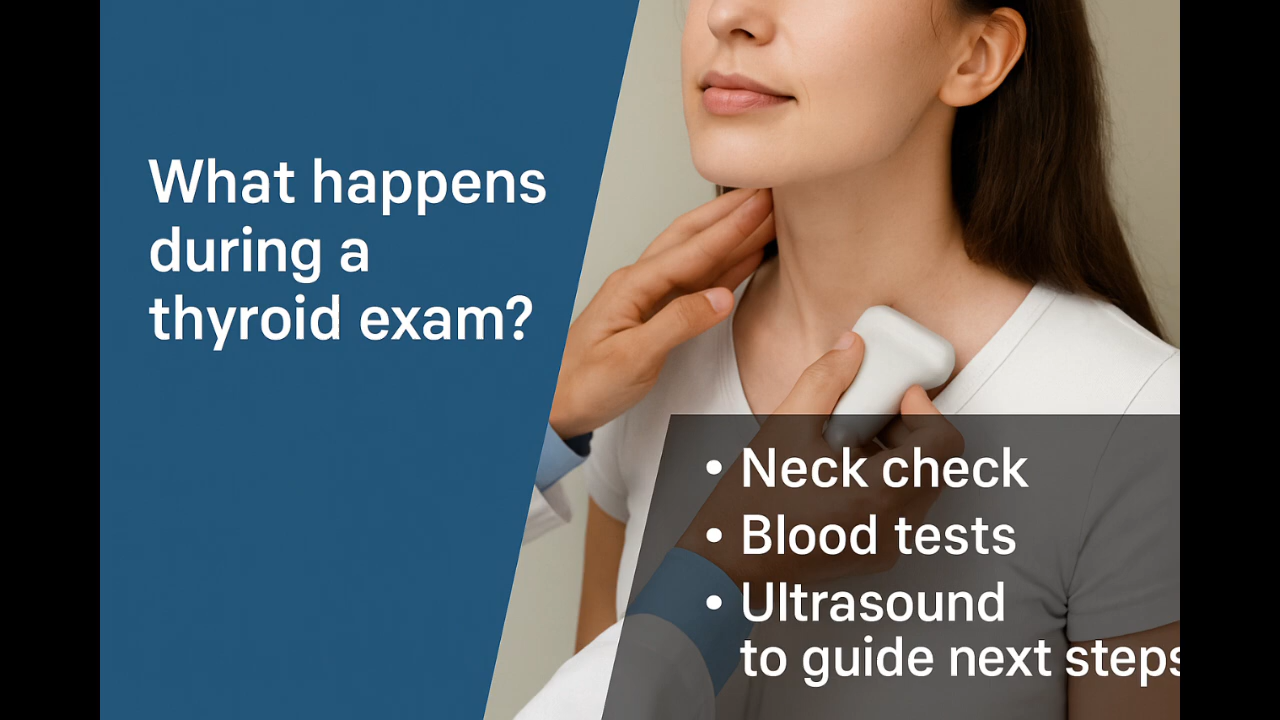 What happens
during a
thyroid exam?
• Neck check
• Blood tests
• Ultrasound
to guide next steps